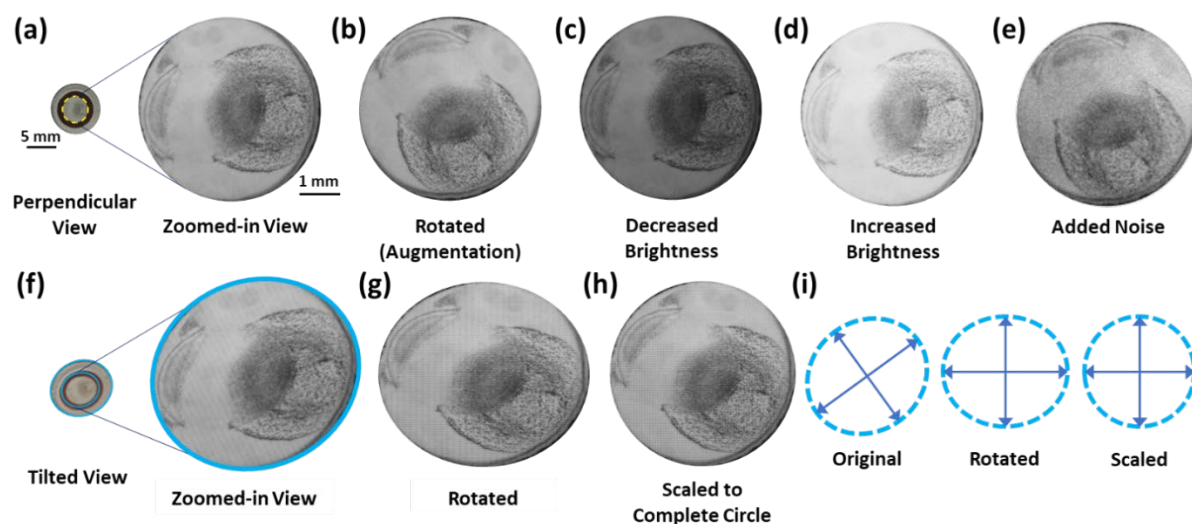 (a)
(b)
(c)
(d)
(e)
5 mm
1 mm
Perpendicular
View
Zoomed-in View
Rotated
(Augmentation)
Decreased
Brightness
Increased
Brightness
Added Noise
(f)
(g)
(h)
(i)
Tilted View
Zoomed-in View
Rotated
Scaled to
Complete Circle
Original
Rotated
Scaled